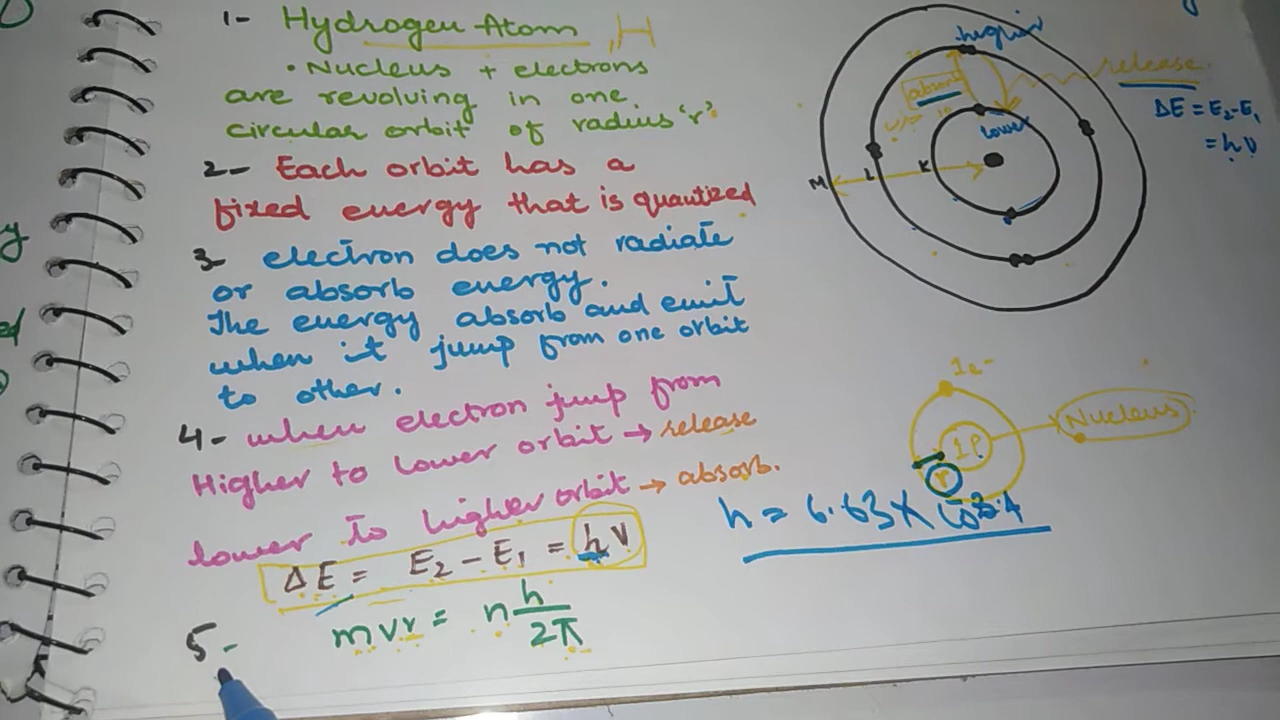 1- Hydrogen Atom, H
• Nucleus + electrons
are revolving in one
circular orbit of radius 'r'
2- Each orbit has a
fixed energy that is quantized
3- electron does not radiate
or absorb energy.
The energy absorb and emit
when it jump from one orbit
to other.
4- when electron jump from
Higher to lower orbit → release
lower to higher orbit → absorb.
ΔE = E₂ - E₁ = hν
5- mvr = n h/2π
higher
absorb
release
lower
ΔE = E₂-E₁
= hν
M L K
1e-
1P
Nucleus
r
h = 6.63 X